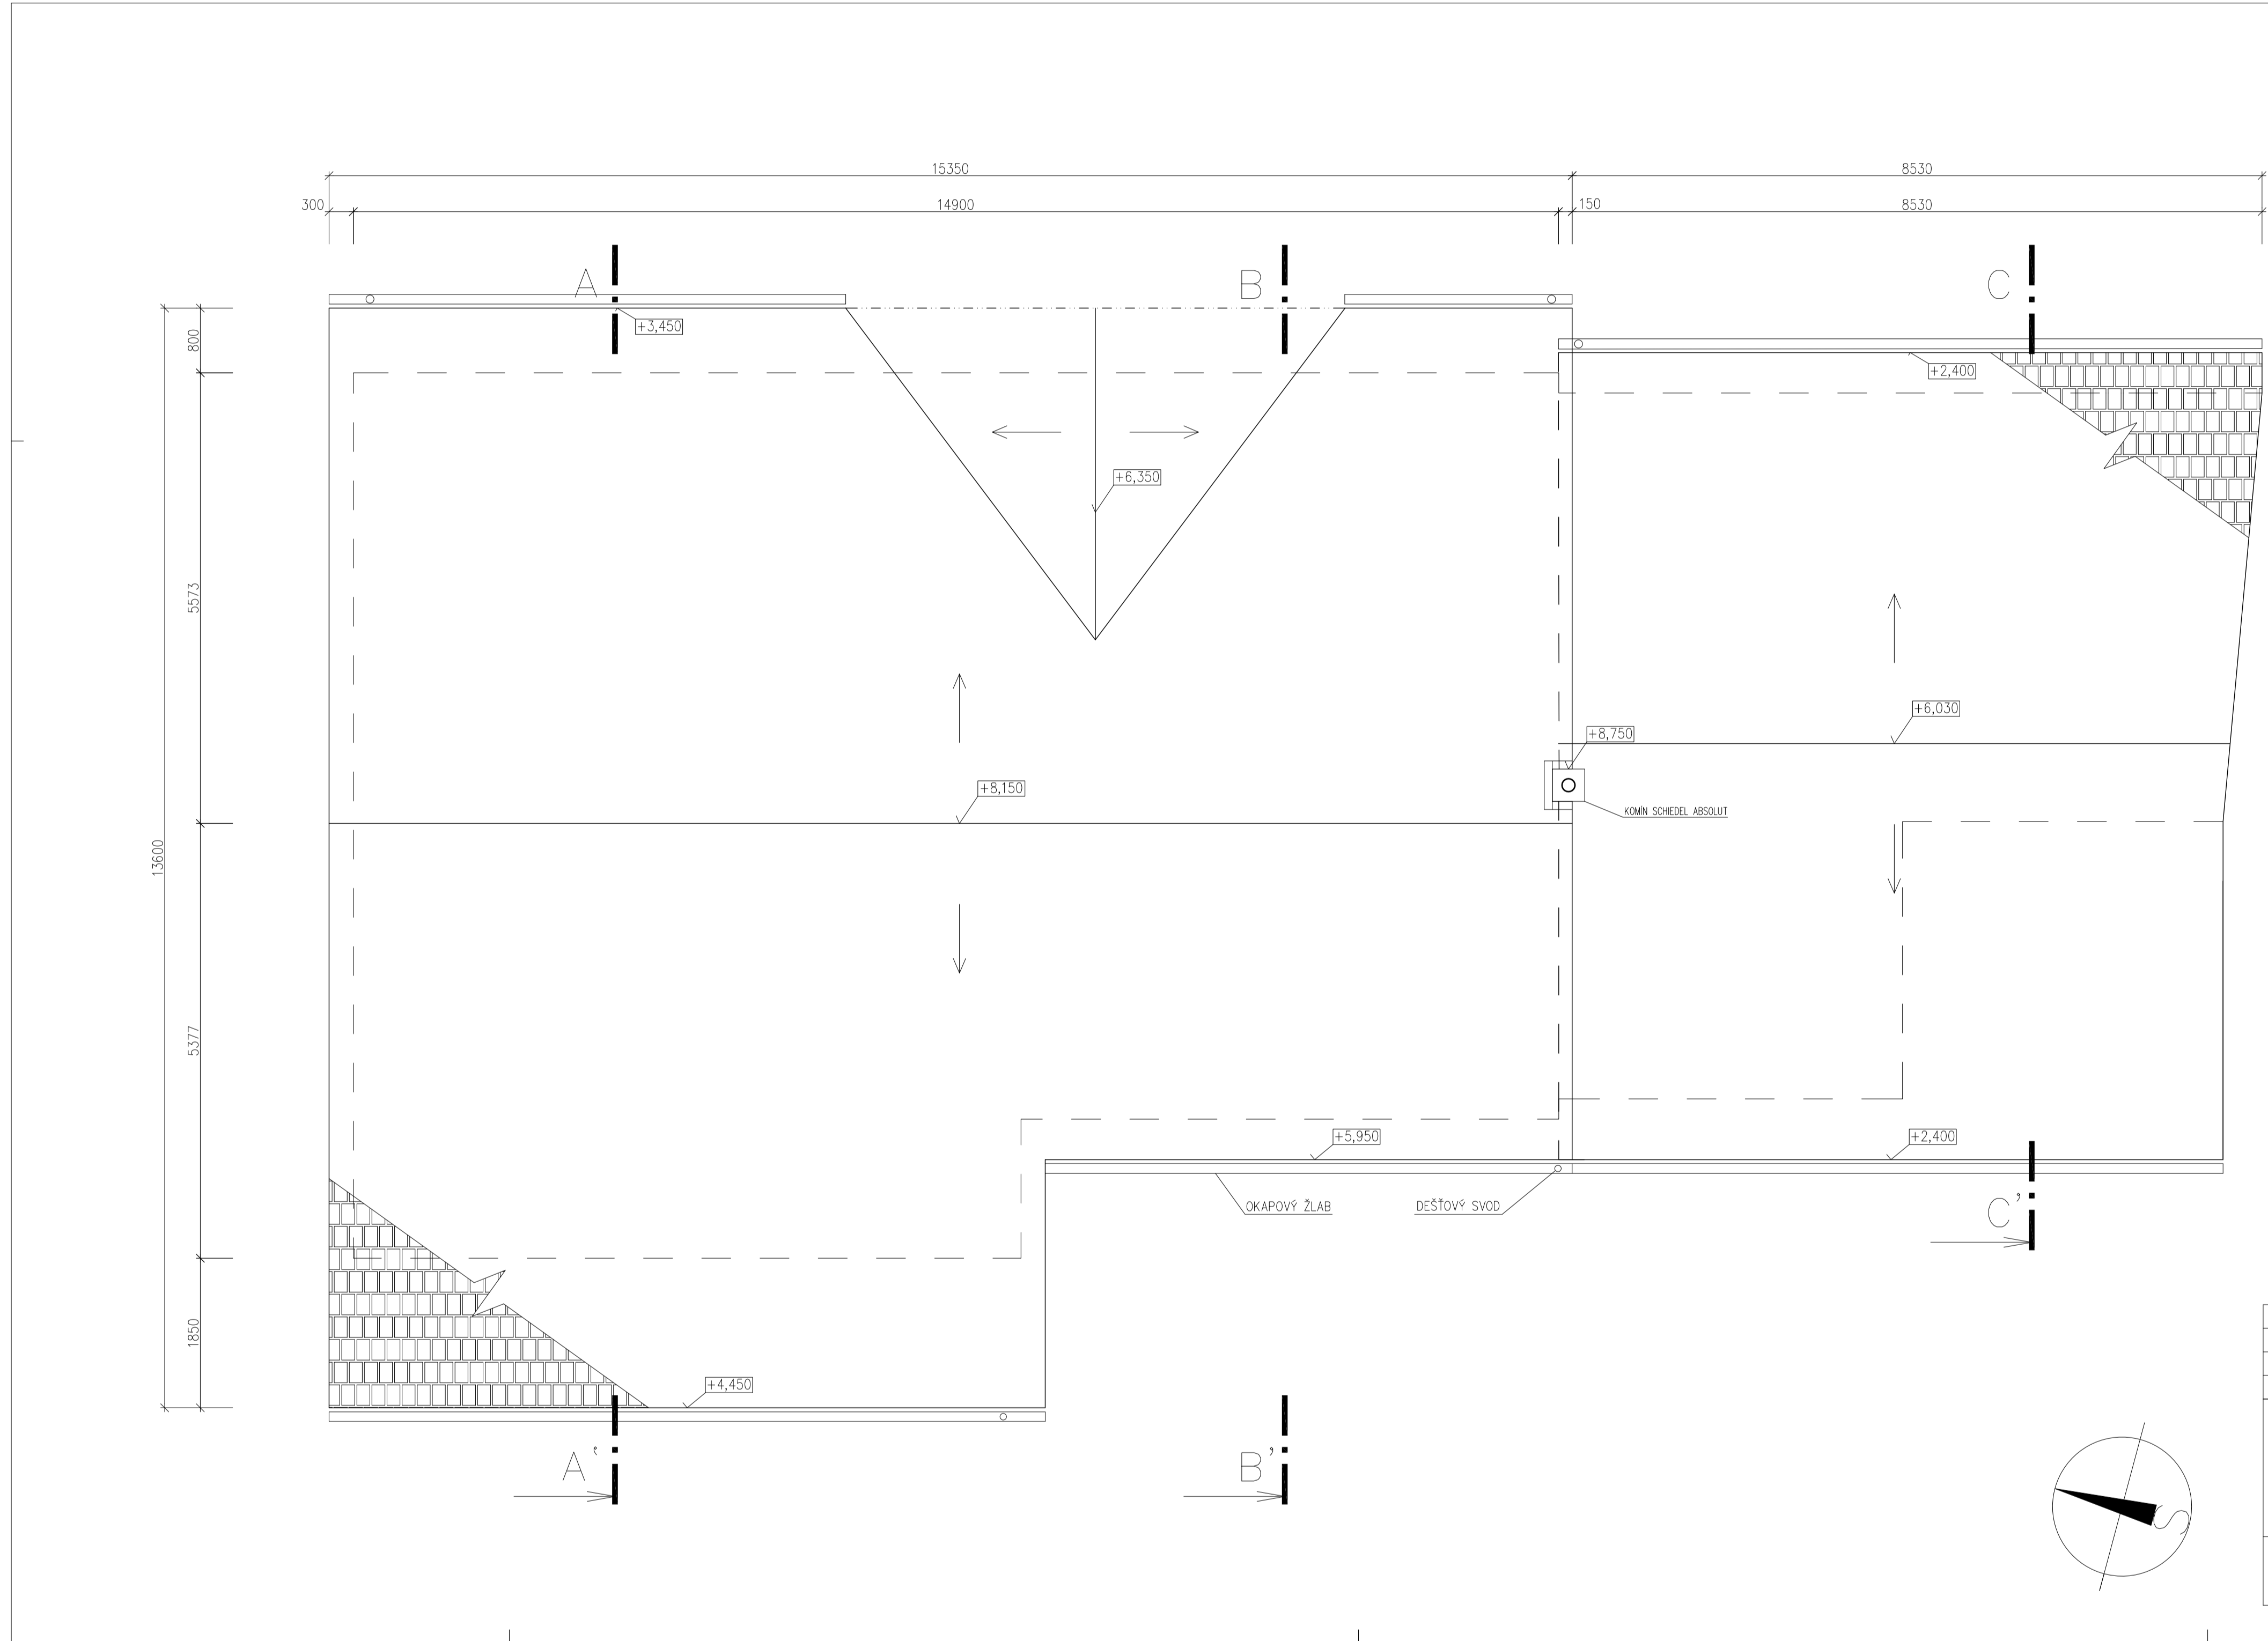 15350
8530
300
14900
150
8530
A
B
C
+3,450
800
+2,400
+6,350
5573
+6,030
+8,750
+8,150
KOMÍN SCHIEDEL ABSOLUT
13600
5377
+5,950
+2,400
OKAPOVÝ ŽLAB
DEŠŤOVÝ SVOD
C'
1850
+4,450
A'
B'
S